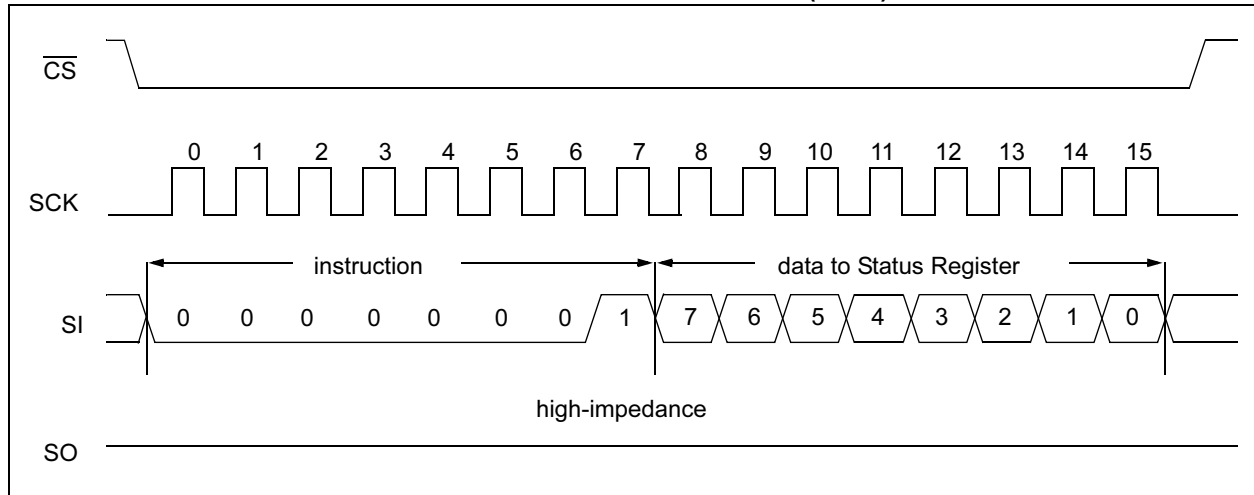 CS
0 1 2 3 4 5 6 7 8 9 10 11 12 13 14 15
SCK
instruction data to Status Register
SI 0 0 0 0 0 0 0 1 7 6 5 4 3 2 1 0
high-impedance
SO